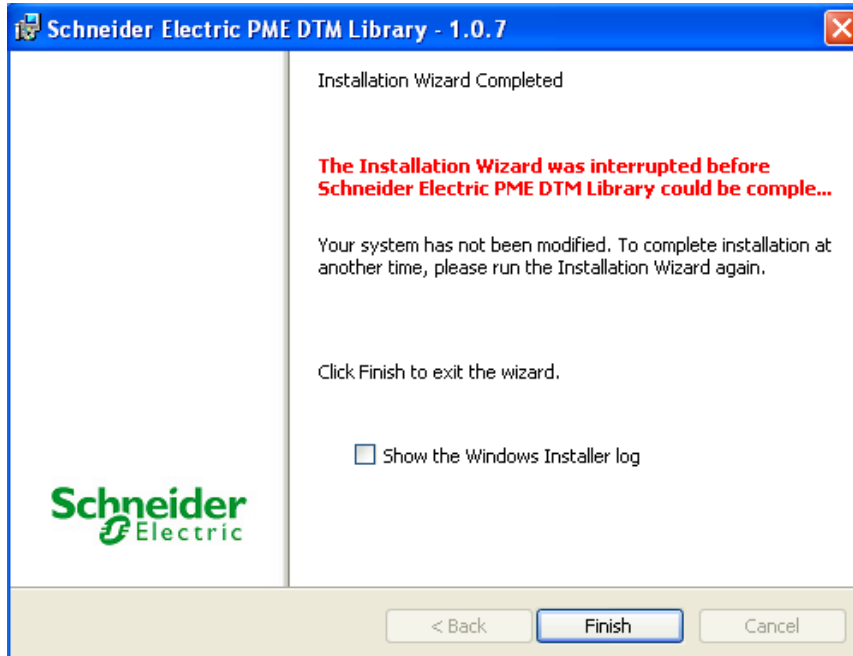 Schneider Electric PME DTM Library - 1.0.7
Installation Wizard Completed
The Installation Wizard was interrupted before
Schneider Electric PME DTM Library could be comple...
Your system has not been modified. To complete installation at
another time, please run the Installation Wizard again.
Click Finish to exit the wizard.
Show the Windows Installer log
Schneider
Electric
< Back
Finish
Cancel